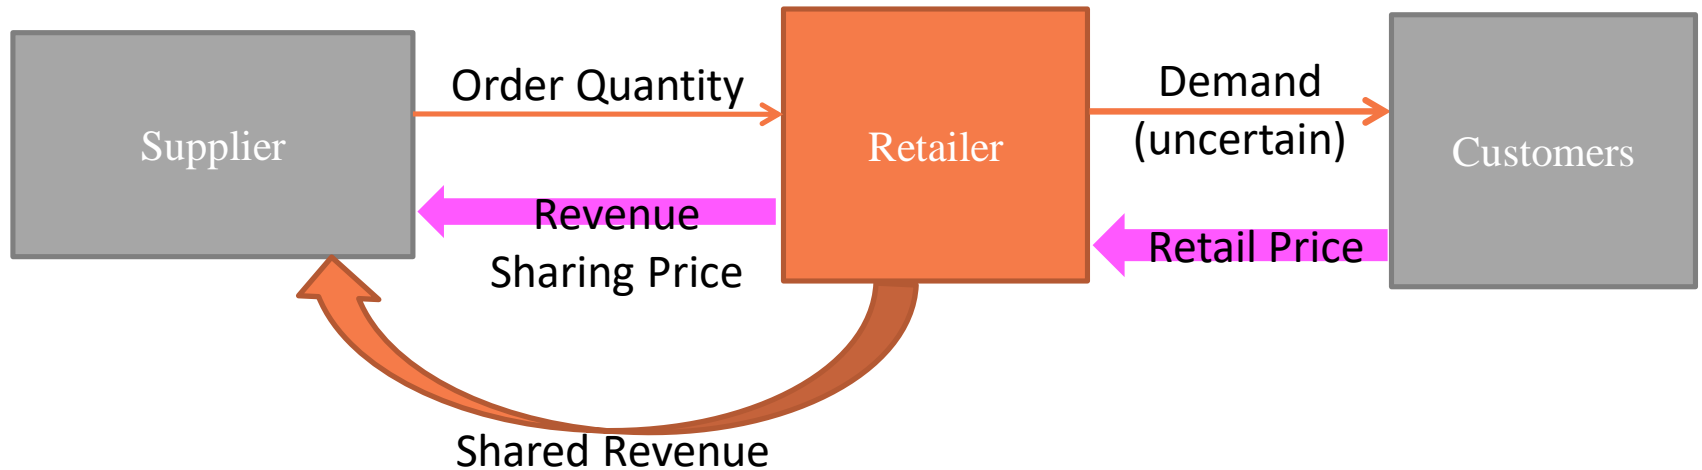 Supplier
Order Quantity
Revenue
Sharing Price
Retailer
Demand
(uncertain)
Retail Price
Customers
Shared Revenue